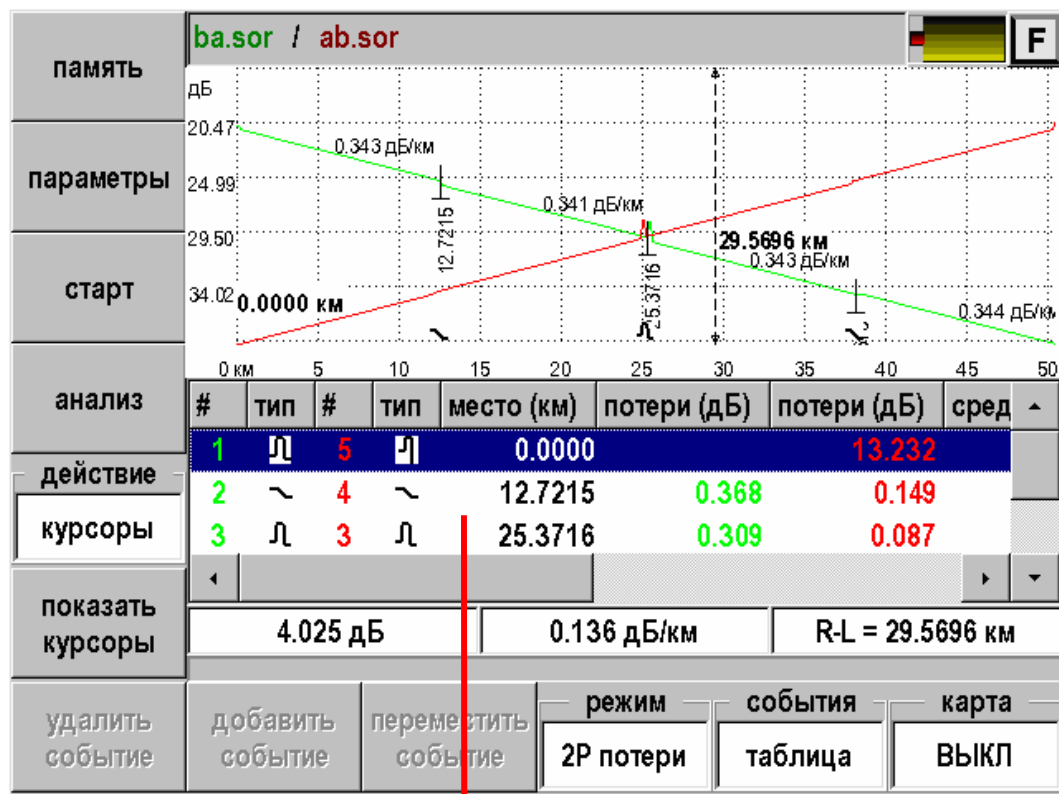 ba.sor / ab.sor
F
память
параметры
старт
анализ
действие
курсоры
показать
курсоры
дБ
20.47
24.99
29.50
34.02
0.343 дБ/км
12.7215
0.341 дБ/км
25.3716
29.5696 км
0.343 дБ/км
0.344 дБ/км
0.0000 км
0 км 5 10 15 20 25 30 35 40 45 50
# тип # тип место (км) потери (дБ) потери (дБ) сред
1 5 0.0000 13.232
2 4 12.7215 0.368 0.149
3 3 25.3716 0.309 0.087
4.025 дБ 0.136 дБ/км R-L = 29.5696 км
удалить
событие
добавить
событие
переместить
событие
режим
2Р потери
события
таблица
карта
ВЫКЛ